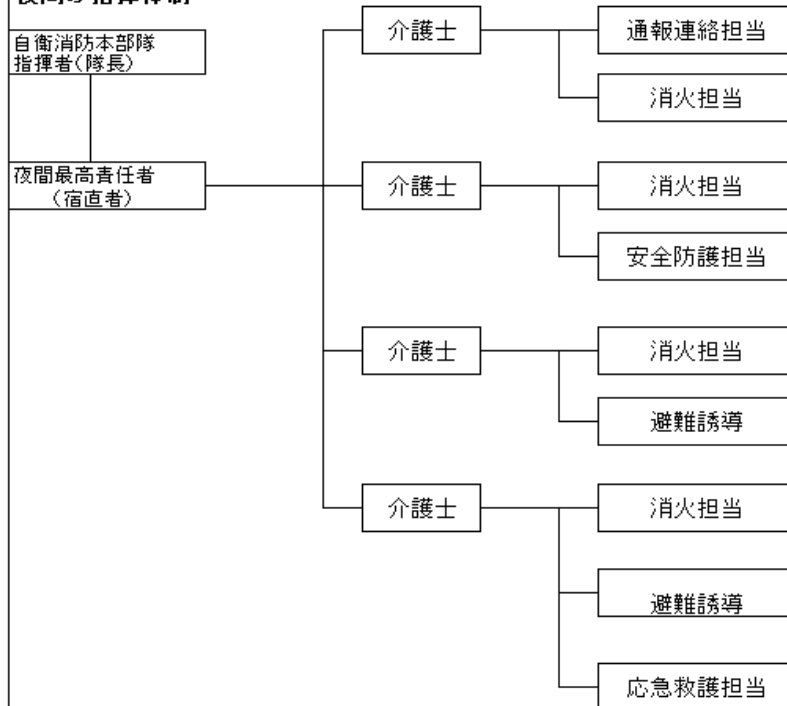 自衛消防本部隊
指揮者(隊長)
夜間最高責任者
(宿直者)
介護士
通報連絡担当
消火担当
介護士
消火担当
安全防護担当
介護士
消火担当
避難誘導
介護士
消火担当
避難誘導
応急救護担当